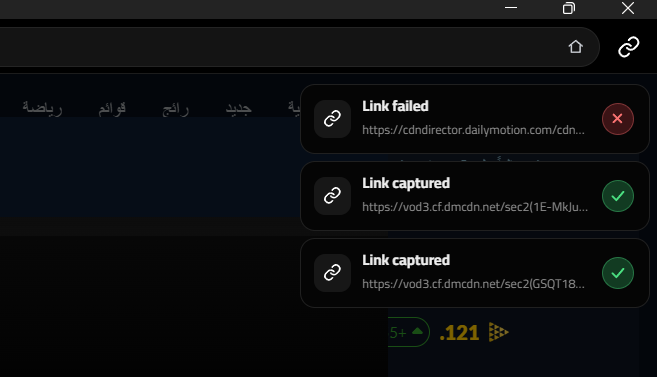 رياضة
قوائم
رائج
جديد
Link failed
https://cdndirector.dailymotion.com/cdn...
Link captured
https://vod3.cf.dmcdn.net/sec2(1E-MkJu...
Link captured
https://vod3.cf.dmcdn.net/sec2(GSQT18...
5+
.121